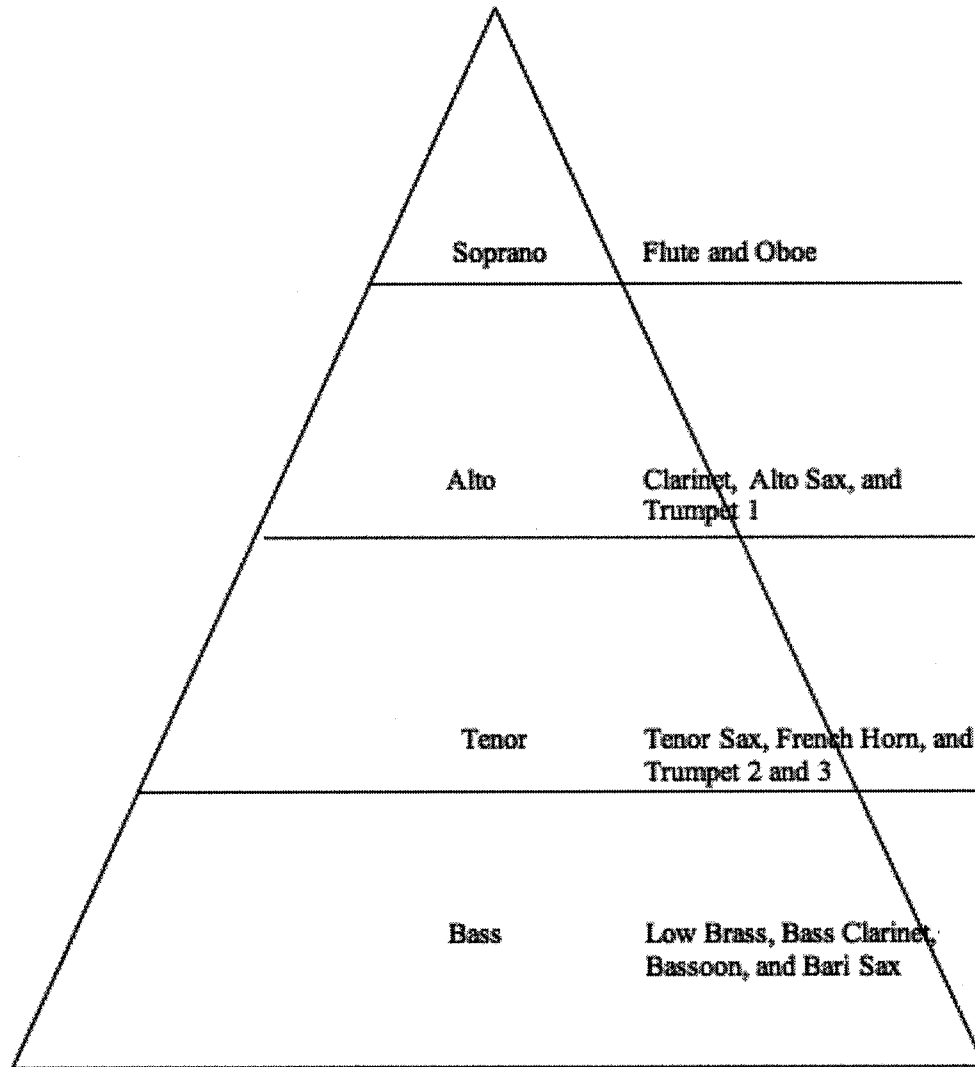 Soprano Flute and Oboe
Alto Clarinet, Alto Sax, and
Trumpet 1
Tenor Tenor Sax, French Horn, and
Trumpet 2 and 3
Bass Low Brass, Bass Clarinet,
Bassoon, and Bari Sax